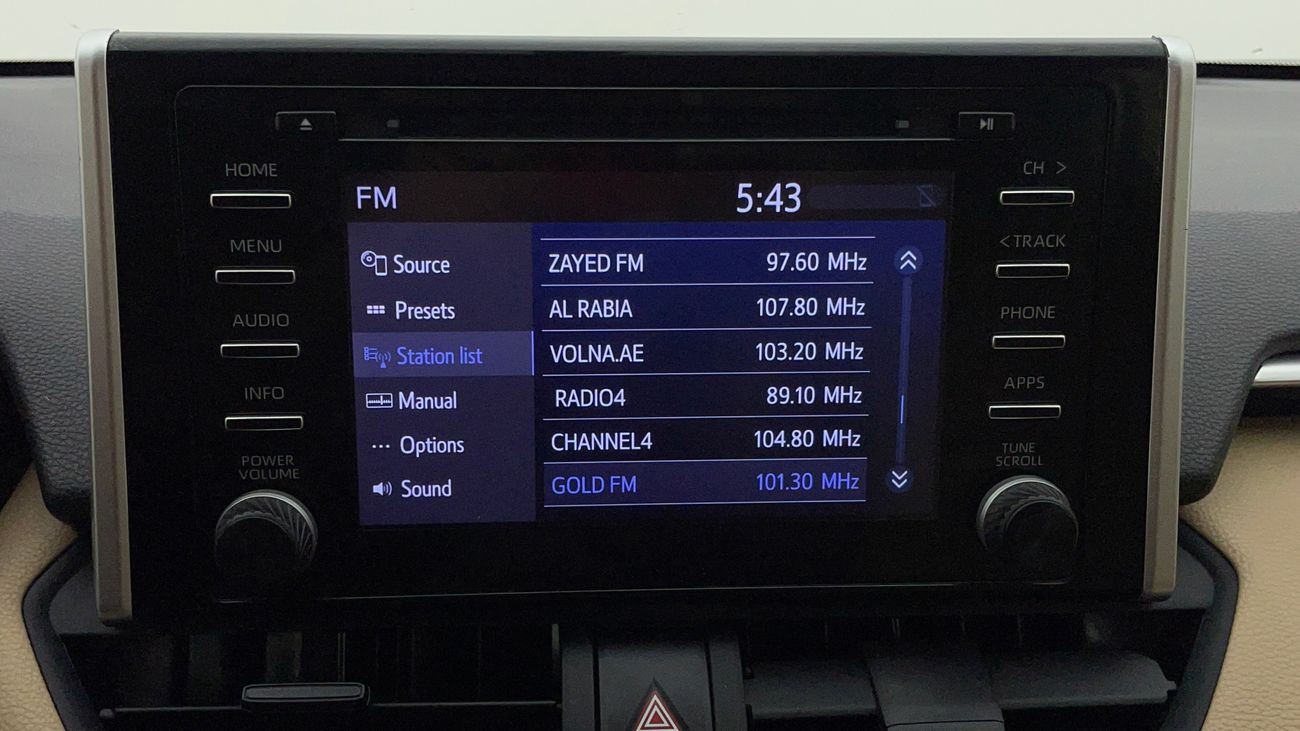 HOME
MENU
AUDIO
INFO
POWER
VOLUME
FM 5:43
Source
Presets
Station list
Manual
Options
Sound
ZAYED FM 97.60 MHz
AL RABIA 107.80 MHz
VOLNA.AE 103.20 MHz
RADIO4 89.10 MHz
CHANNEL4 104.80 MHz
GOLD FM 101.30 MHz
CH >
< TRACK
PHONE
APPS
TUNE
SCROLL